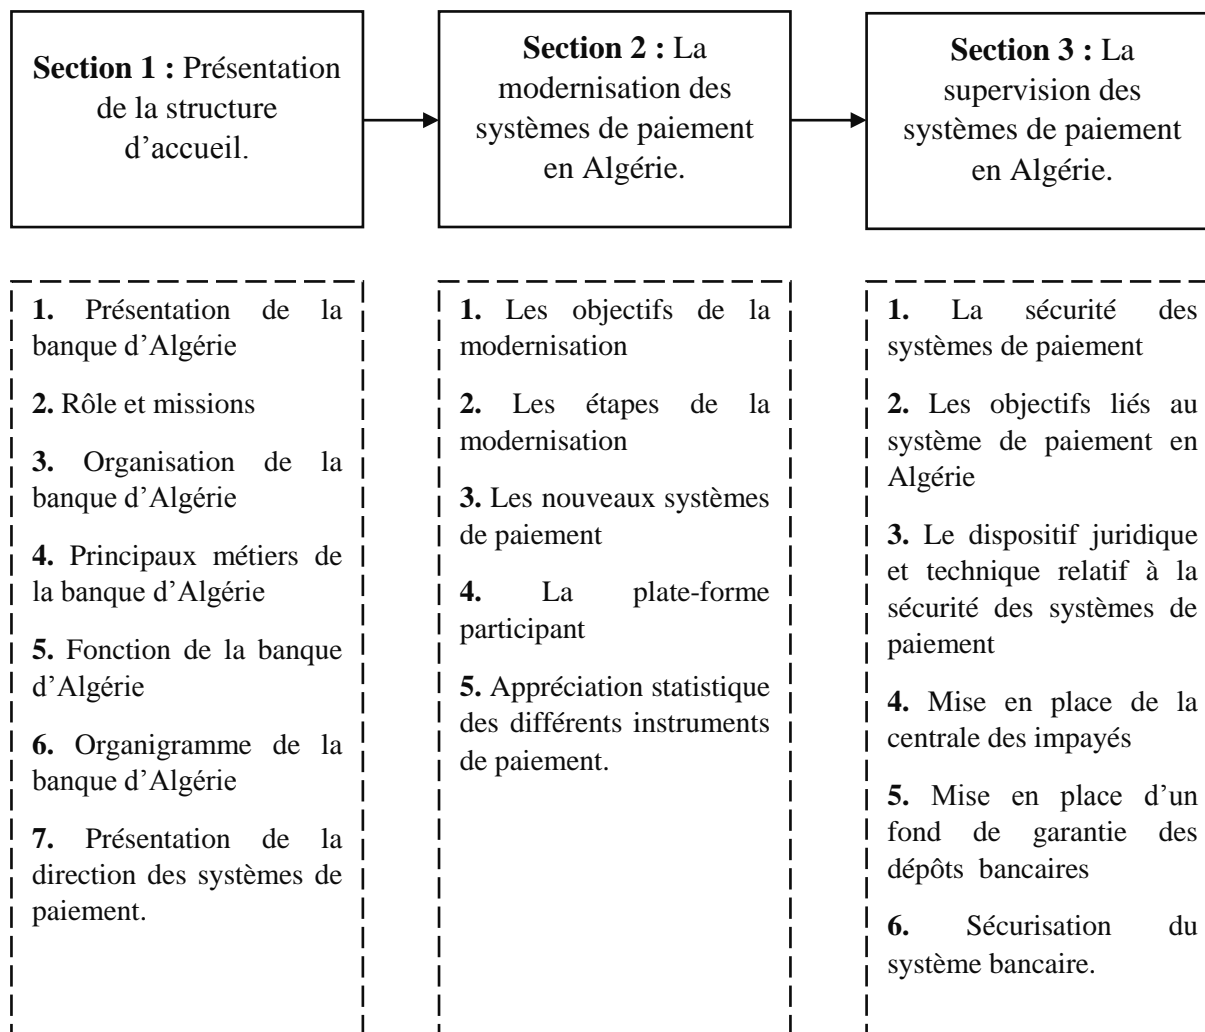 Section 1 : Présentation
de la structure
d’accueil.
Section 2 : La
modernisation des
systèmes de paiement
en Algérie.
Section 3 : La
supervision des
systèmes de paiement
en Algérie.
1. Présentation de la
banque d’Algérie
2. Rôle et missions
3. Organisation de la
banque d’Algérie
4. Principaux métiers de
la banque d’Algérie
5. Fonction de la banque
d’Algérie
6. Organigramme de la
banque d’Algérie
7. Présentation de la
direction des systèmes de
paiement.
1. Les objectifs de la
modernisation
2. Les étapes de la
modernisation
3. Les nouveaux systèmes
de paiement
4. La plate-forme
participant
5. Appréciation statistique
des différents instruments
de paiement.
1. La sécurité des
systèmes de paiement
2. Les objectifs liés au
système de paiement en
Algérie
3. Le dispositif juridique
et technique relatif à la
sécurité des systèmes de
paiement
4. Mise en place de la
centrale des impayés
5. Mise en place d’un
fond de garantie des
dépôts bancaires
6. Sécurisation du
système bancaire.